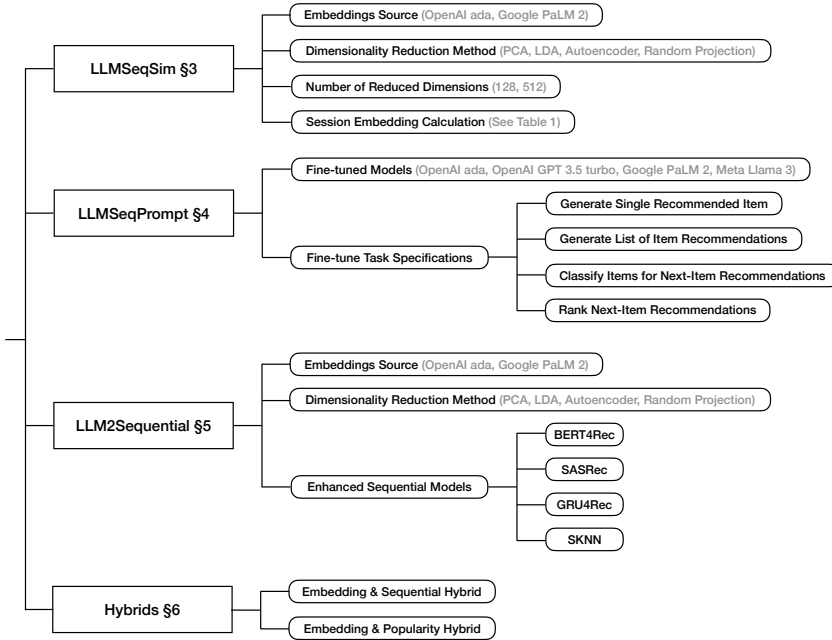 LLMSeqSim §3
Embeddings Source (OpenAI ada, Google PaLM 2)
Dimensionality Reduction Method (PCA, LDA, Autoencoder, Random Projection)
Number of Reduced Dimensions (128, 512)
Session Embedding Calculation (See Table 1)
LLMSeqPrompt §4
Fine-tuned Models (OpenAI ada, OpenAI GPT 3.5 turbo, Google PaLM 2, Meta Llama 3)
Fine-tune Task Specifications
Generate Single Recommended Item
Generate List of Item Recommendations
Classify Items for Next-Item Recommendations
Rank Next-Item Recommendations
LLM2Sequential §5
Embeddings Source (OpenAI ada, Google PaLM 2)
Dimensionality Reduction Method (PCA, LDA, Autoencoder, Random Projection)
Enhanced Sequential Models
BERT4Rec
SASRec
GRU4Rec
SKNN
Hybrids §6
Embedding & Sequential Hybrid
Embedding & Popularity Hybrid